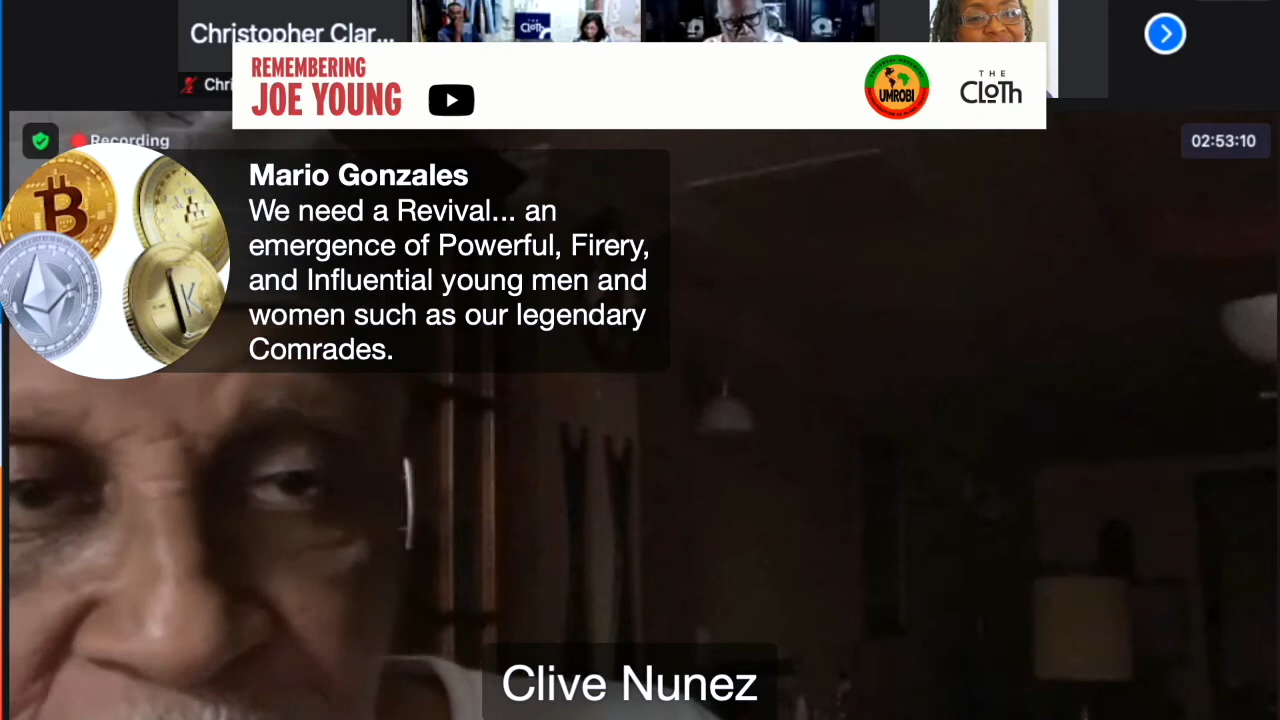 Christopher Clar...
CLOTH
Chri
REMEMBERING
JOE YOUNG
UMROBI
THE
CLOTH
Recording
02:53:10
Mario Gonzales
We need a Revival... an
emergence of Powerful, Firery,
and Influential young men and
women such as our legendary
Comrades.
Clive Nunez